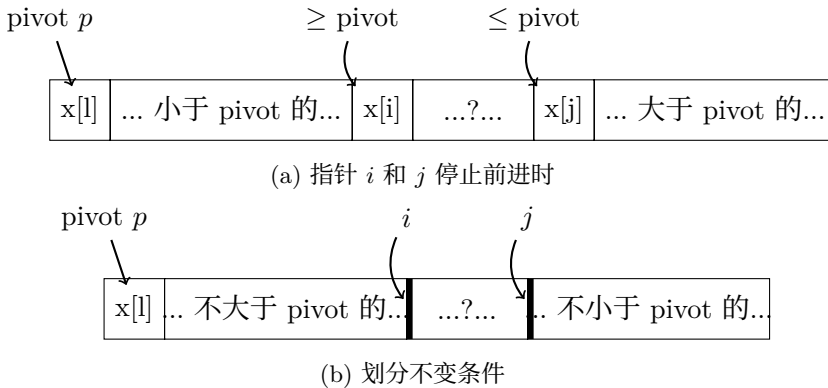 pivot p ≥ pivot ≤ pivot
x[l] ... 小于 pivot 的... x[i] ...?... x[j] ... 大于 pivot 的...
(a) 指针 i 和 j 停止前进时
pivot p i j
x[l] ... 不大于 pivot 的... ...?... ... 不小于 pivot 的...
(b) 划分不变条件